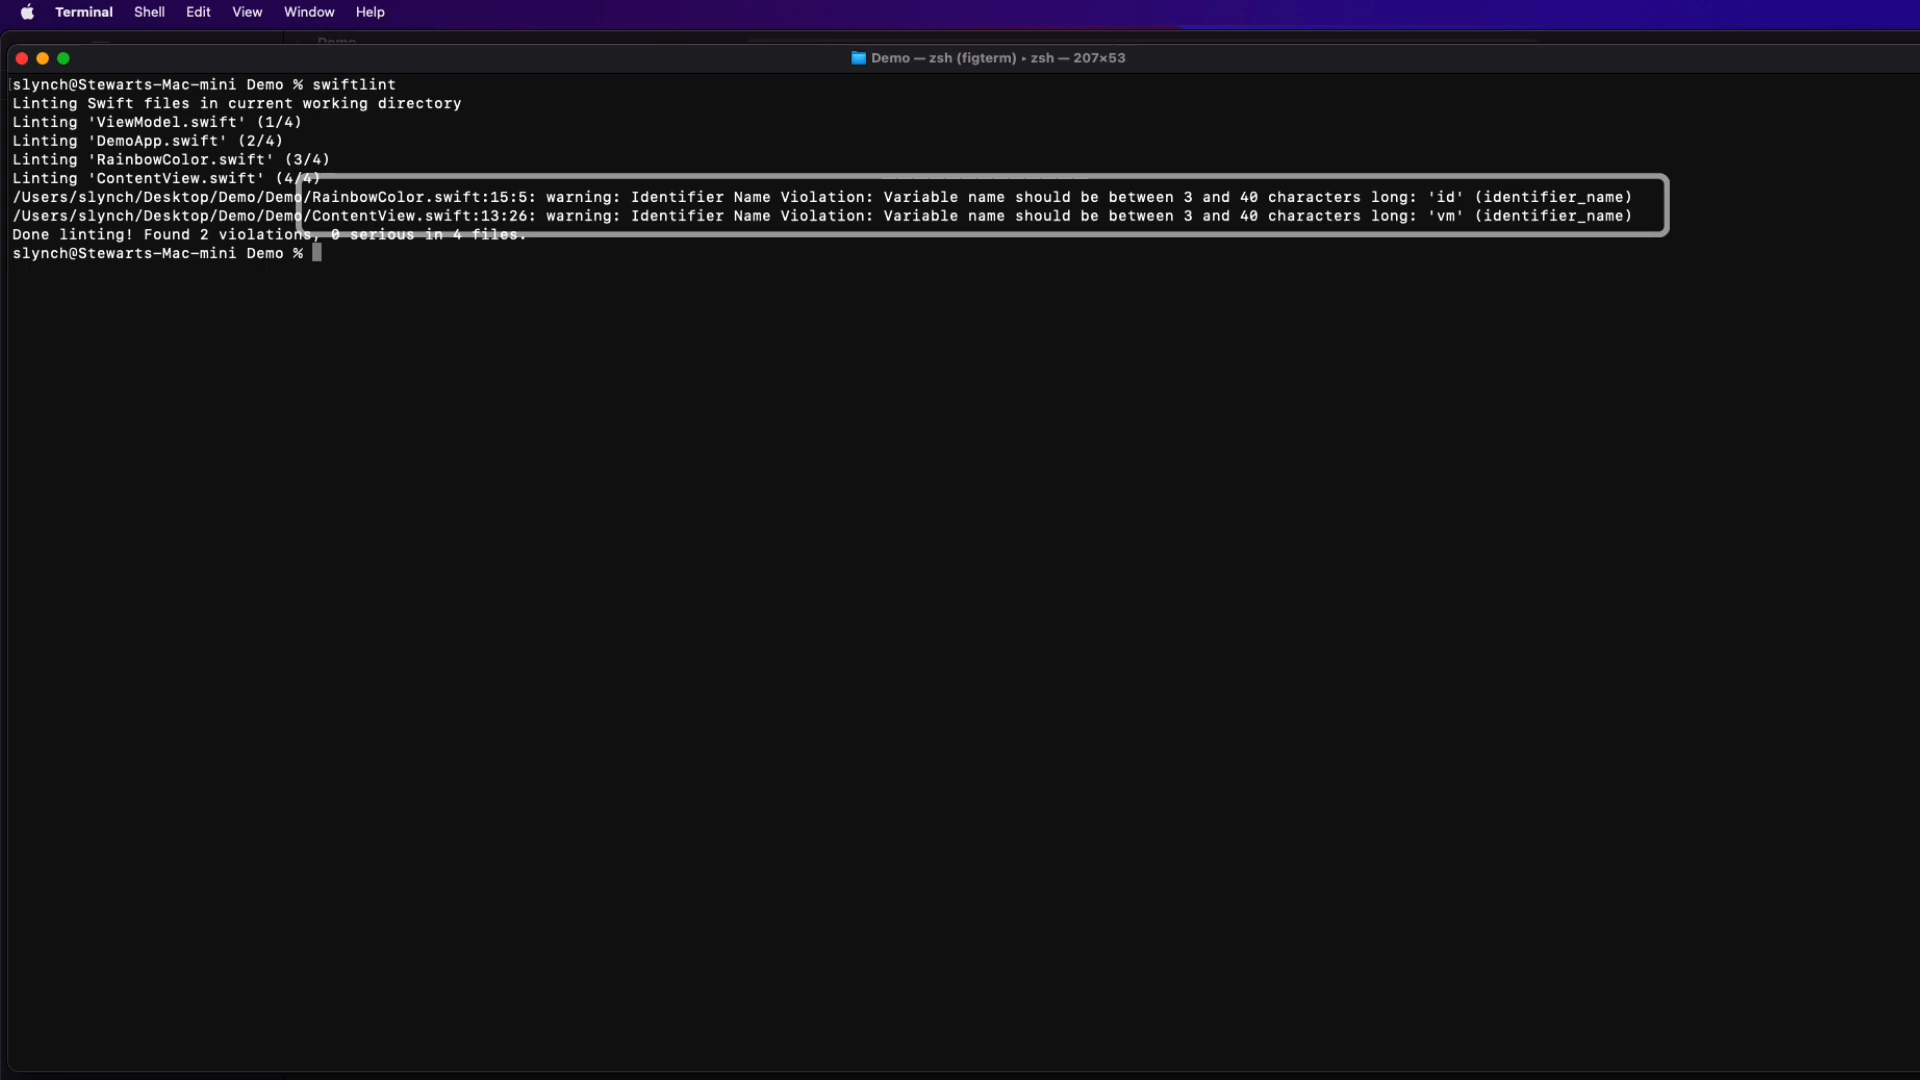 Terminal Shell Edit View Window Help
Demo
Demo — zsh (figterm) ▸ zsh — 207×53
slynch@Stewarts-Mac-mini Demo % swiftlint
Linting Swift files in current working directory
Linting 'ViewModel.swift' (1/4)
Linting 'DemoApp.swift' (2/4)
Linting 'RainbowColor.swift' (3/4)
Linting 'ContentView.swift' (4/4)
/Users/slynch/Desktop/Demo/Demo/RainbowColor.swift:15:5: warning: Identifier Name Violation: Variable name should be between 3 and 40 characters long: 'id' (identifier_name)
/Users/slynch/Desktop/Demo/Demo/ContentView.swift:13:26: warning: Identifier Name Violation: Variable name should be between 3 and 40 characters long: 'vm' (identifier_name)
Done linting! Found 2 violations, 0 serious in 4 files.
slynch@Stewarts-Mac-mini Demo %